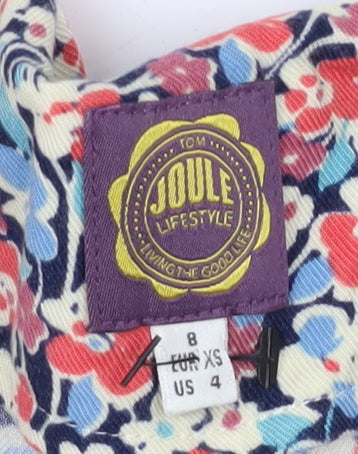 TOM
JOULE
LIFESTYLE
LIVING THE GOOD LIFE
8
EUR XS
US 4